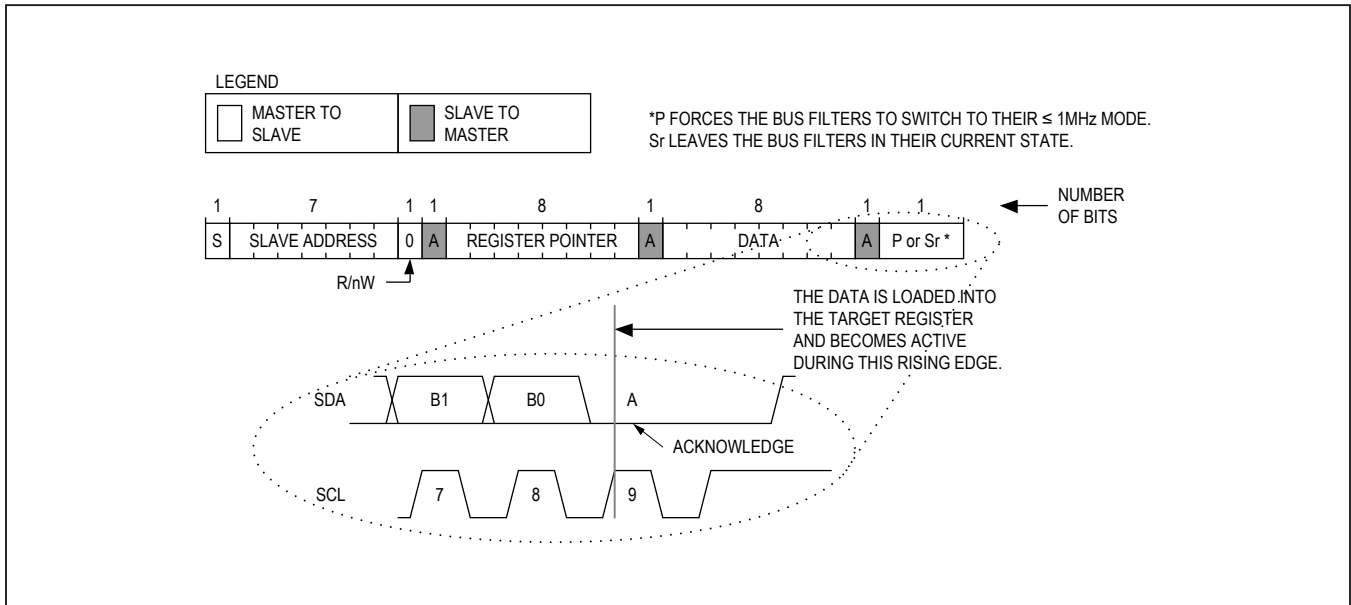 LEGEND
MASTER TO
SLAVE
SLAVE TO
MASTER
*P FORCES THE BUS FILTERS TO SWITCH TO THEIR ≤ 1MHz MODE.
Sr LEAVES THE BUS FILTERS IN THEIR CURRENT STATE.
1 7 1 1 8 1 8 1 1
NUMBER
OF BITS
S SLAVE ADDRESS 0 A REGISTER POINTER A DATA A P or Sr *
R/nW
THE DATA IS LOADED INTO
THE TARGET REGISTER
AND BECOMES ACTIVE
DURING THIS RISING EDGE.
SDA B1 B0 A
ACKNOWLEDGE
SCL 7 8 9